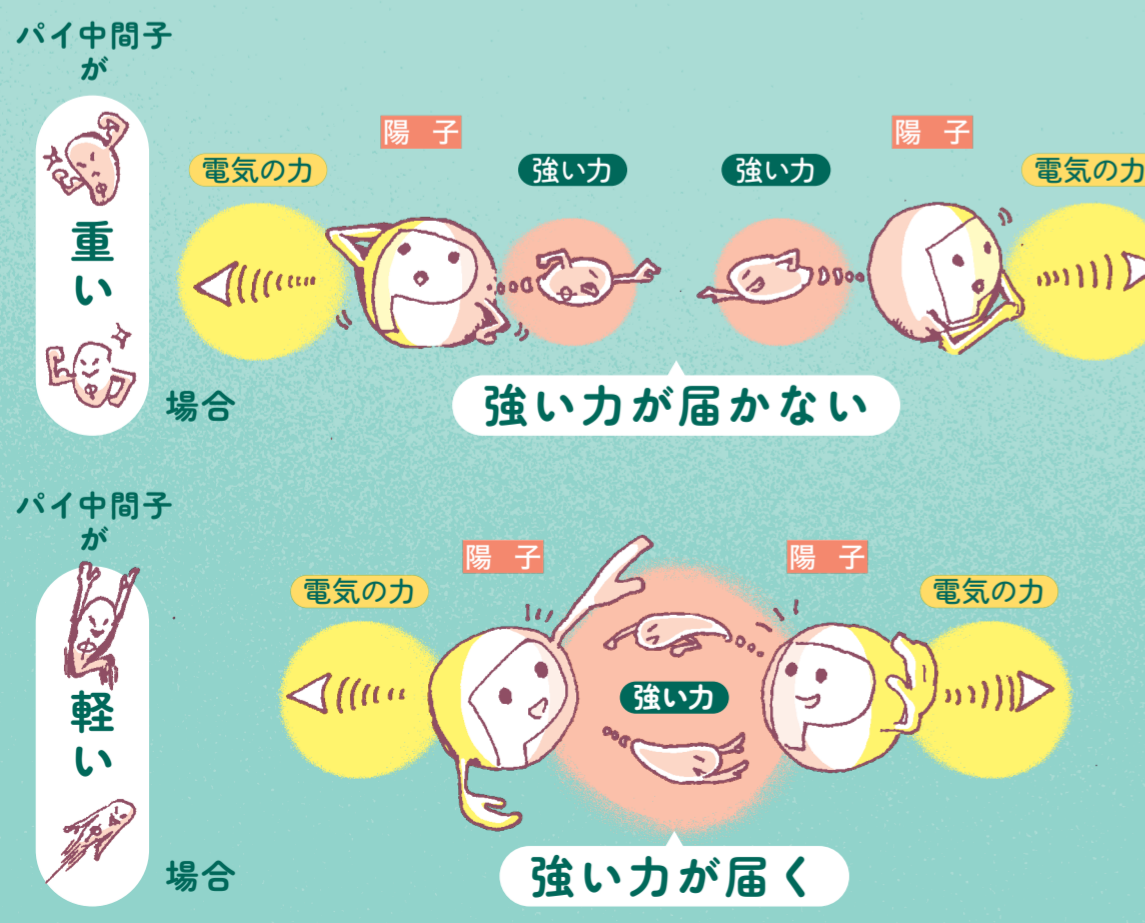 パイ中間子
が
重い
場合
電気の力
陽子
強い力
強い力
陽子
電気の力
強い力が届かない
パイ中間子
が
軽い
場合
電気の力
陽子
強い力
陽子
電気の力
強い力が届く